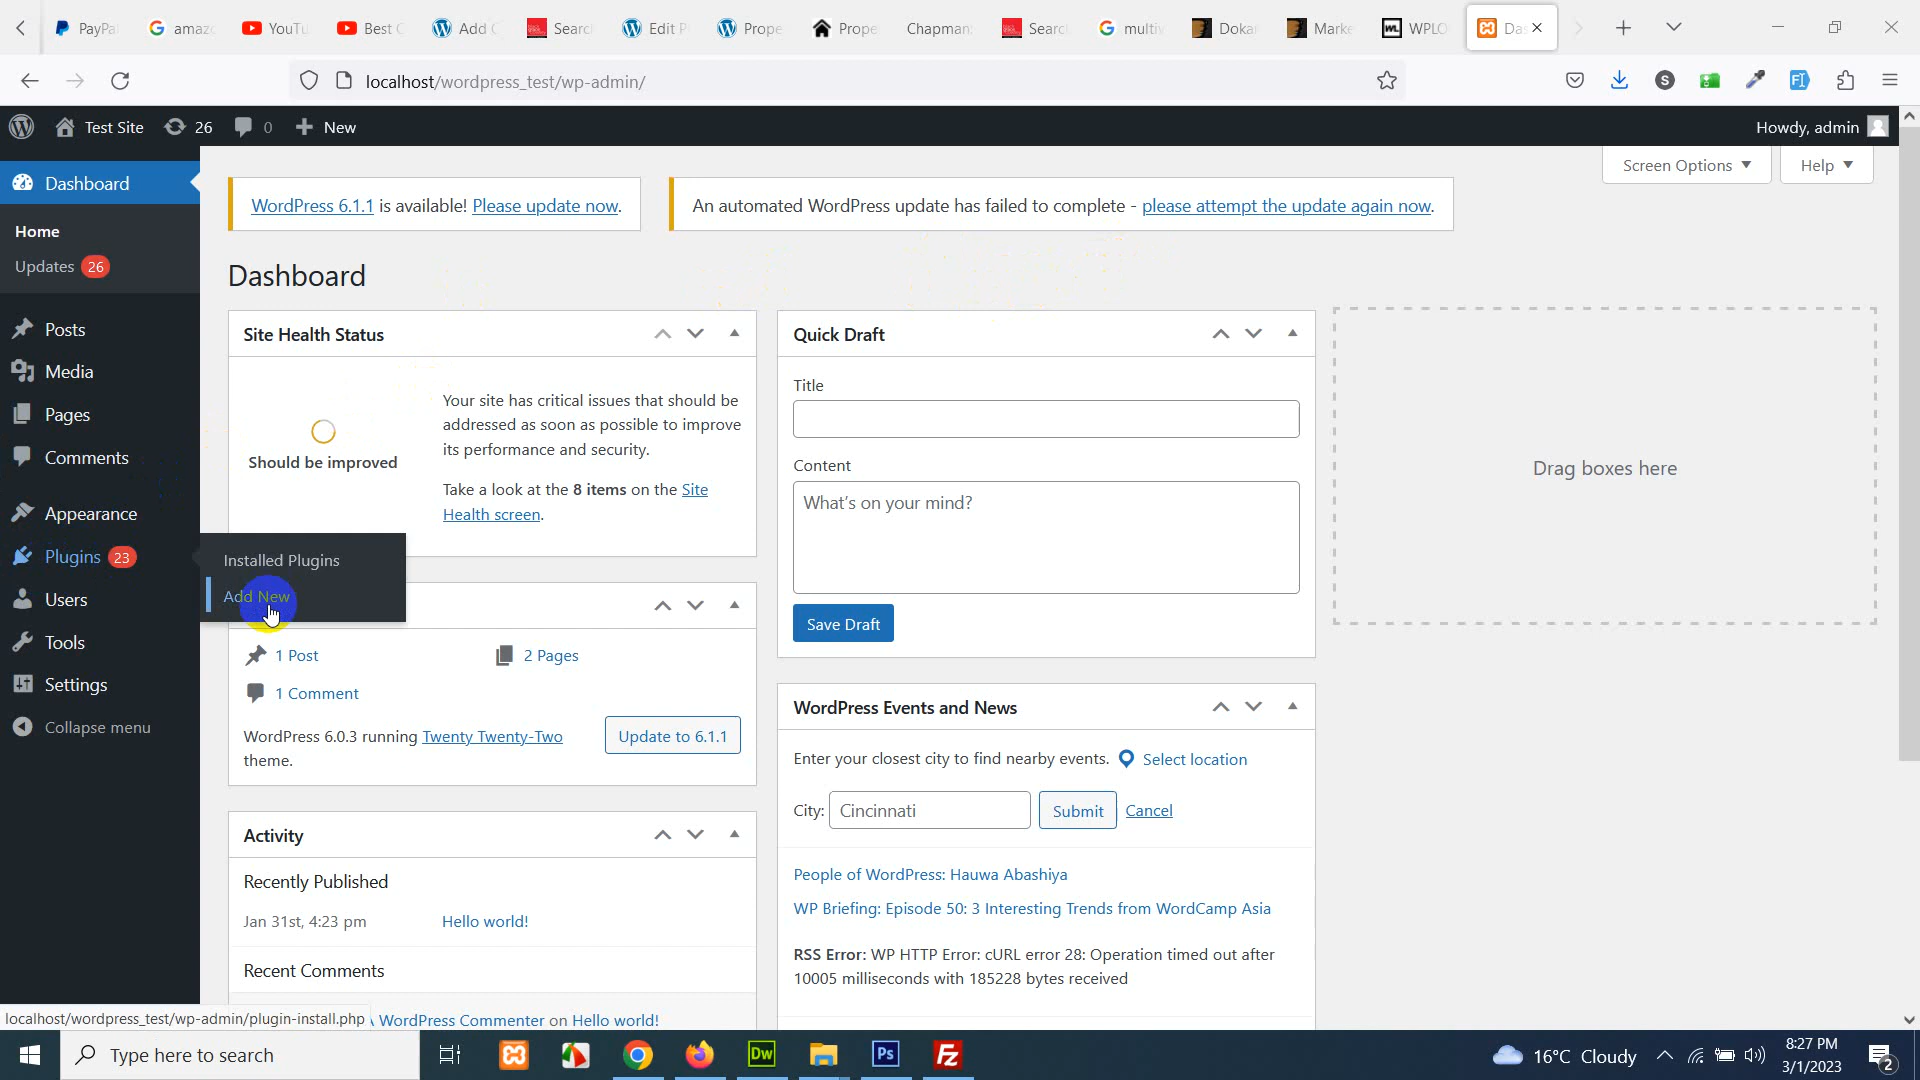 PayPa
amazo
YouTu
Best C
Add C
Search
Edit P
Prope
Prope
Chapman
Search
multiv
Dokan
Marke
WPLO
Das
localhost/wordpress_test/wp-admin/
S
Test Site
26
0
New
Howdy, admin
Screen Options
Help
Dashboard
Home
Updates 26
Posts
Media
Pages
Comments
Appearance
Plugins 23
Users
Tools
Settings
Collapse menu
Installed Plugins
Add New
WordPress 6.1.1 is available! Please update now.
An automated WordPress update has failed to complete - please attempt the update again now.
Dashboard
Site Health Status
Should be improved
Your site has critical issues that should be
addressed as soon as possible to improve
its performance and security.
Take a look at the 8 items on the Site
Health screen.
1 Post
2 Pages
1 Comment
WordPress 6.0.3 running Twenty Twenty-Two
theme.
Update to 6.1.1
Activity
Recently Published
Jan 31st, 4:23 pm
Hello world!
Recent Comments
WordPress Commenter on Hello world!
Quick Draft
Title
Content
What's on your mind?
Save Draft
Drag boxes here
WordPress Events and News
Enter your closest city to find nearby events.
Select location
City:
Cincinnati
Submit
Cancel
People of WordPress: Hauwa Abashiya
WP Briefing: Episode 50: 3 Interesting Trends from WordCamp Asia
RSS Error: WP HTTP Error: cURL error 28: Operation timed out after
10005 milliseconds with 185228 bytes received
localhost/wordpress_test/wp-admin/plugin-install.php
Type here to search
Dw
Ps
Fz
16°C Cloudy
8:27 PM
3/1/2023
2